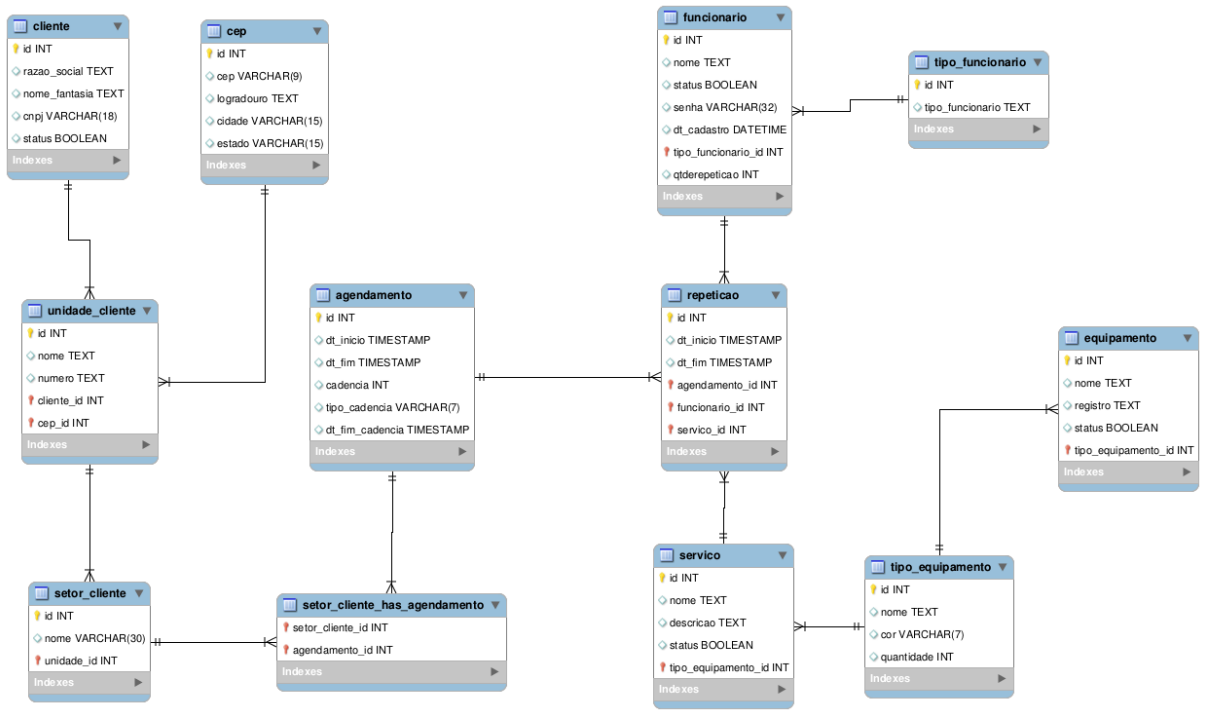 cliente
id INT
razao_social TEXT
nome_fantasia TEXT
cnpj VARCHAR(18)
status BOOLEAN
Indexes
cep
id INT
cep VARCHAR(9)
logradouro TEXT
cidade VARCHAR(15)
estado VARCHAR(15)
Indexes
funcionario
id INT
nome TEXT
status BOOLEAN
senha VARCHAR(32)
dt_cadastro DATETIME
tipo_funcionario_id INT
qtderepeticao INT
Indexes
tipo_funcionario
id INT
tipo_funcionario TEXT
Indexes
unidade_cliente
id INT
nome TEXT
numero TEXT
cliente_id INT
cep_id INT
Indexes
agendamento
id INT
dt_inicio TIMESTAMP
dt_fim TIMESTAMP
cadencia INT
tipo_cadencia VARCHAR(7)
dt_fim_cadencia TIMESTAMP
Indexes
repeticao
id INT
dt_inicio TIMESTAMP
dt_fim TIMESTAMP
agendamento_id INT
funcionario_id INT
servico_id INT
Indexes
equipamento
id INT
nome TEXT
registro TEXT
status BOOLEAN
tipo_equipamento_id INT
Indexes
setor_cliente
id INT
nome VARCHAR(30)
unidade_id INT
Indexes
setor_cliente_has_agendamento
setor_cliente_id INT
agendamento_id INT
Indexes
servico
id INT
nome TEXT
descricao TEXT
status BOOLEAN
tipo_equipamento_id INT
Indexes
tipo_equipamento
id INT
nome TEXT
cor VARCHAR(7)
quantidade INT
Indexes